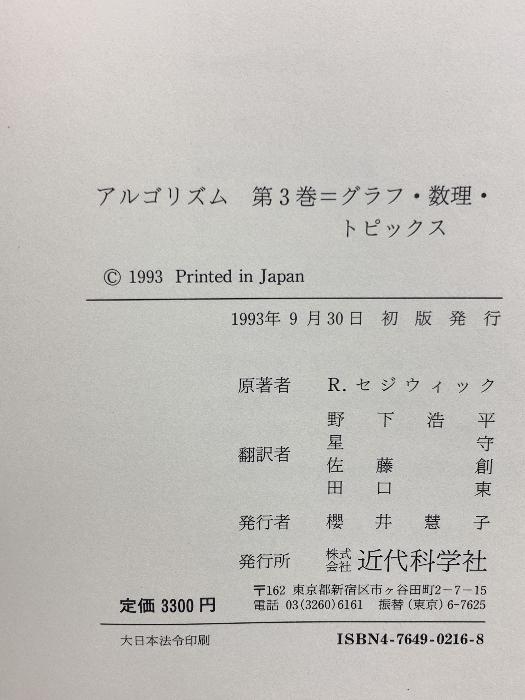 アルゴリズム 第3巻=グラフ・数理・
トピックス
© 1993 Printed in Japan
1993年 9月30日 初版発行
原著者 R. セジウィック
翻訳者 野下浩平
星守
佐藤創
田口東
発行者 櫻井慧子
発行所 株式会社 近代科学社
〒162 東京都新宿区市ヶ谷田町2-7-15
定価 3300円 電話 03(3260)6161 振替(東京)6-7625
大日本法令印刷 ISBN4-7649-0216-8